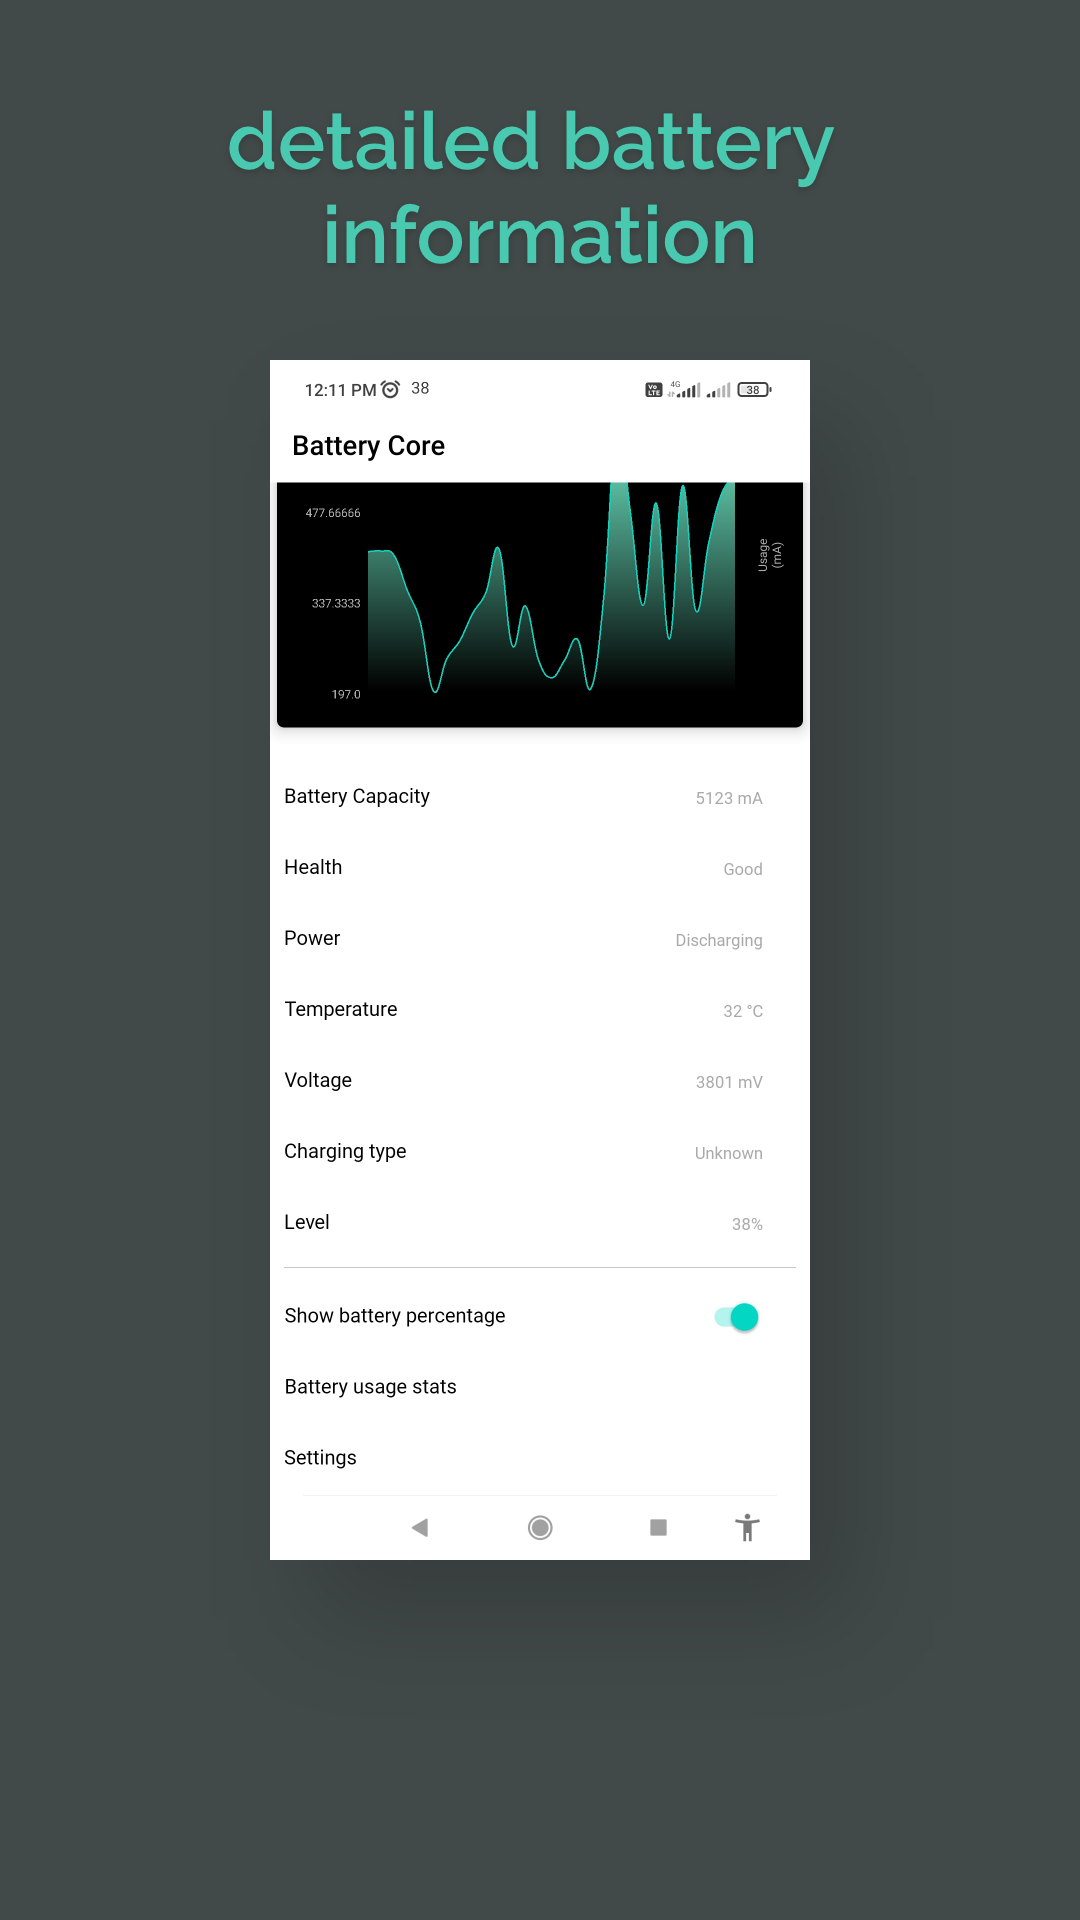 detailed battery
information
12:11 PM 38
Vo LTE 4G 38
Battery Core
477.66666
337.3333
197.0
Usage
(mA)
Battery Capacity 5123 mA
Health Good
Power Discharging
Temperature 32 °C
Voltage 3801 mV
Charging type Unknown
Level 38%
Show battery percentage
Battery usage stats
Settings